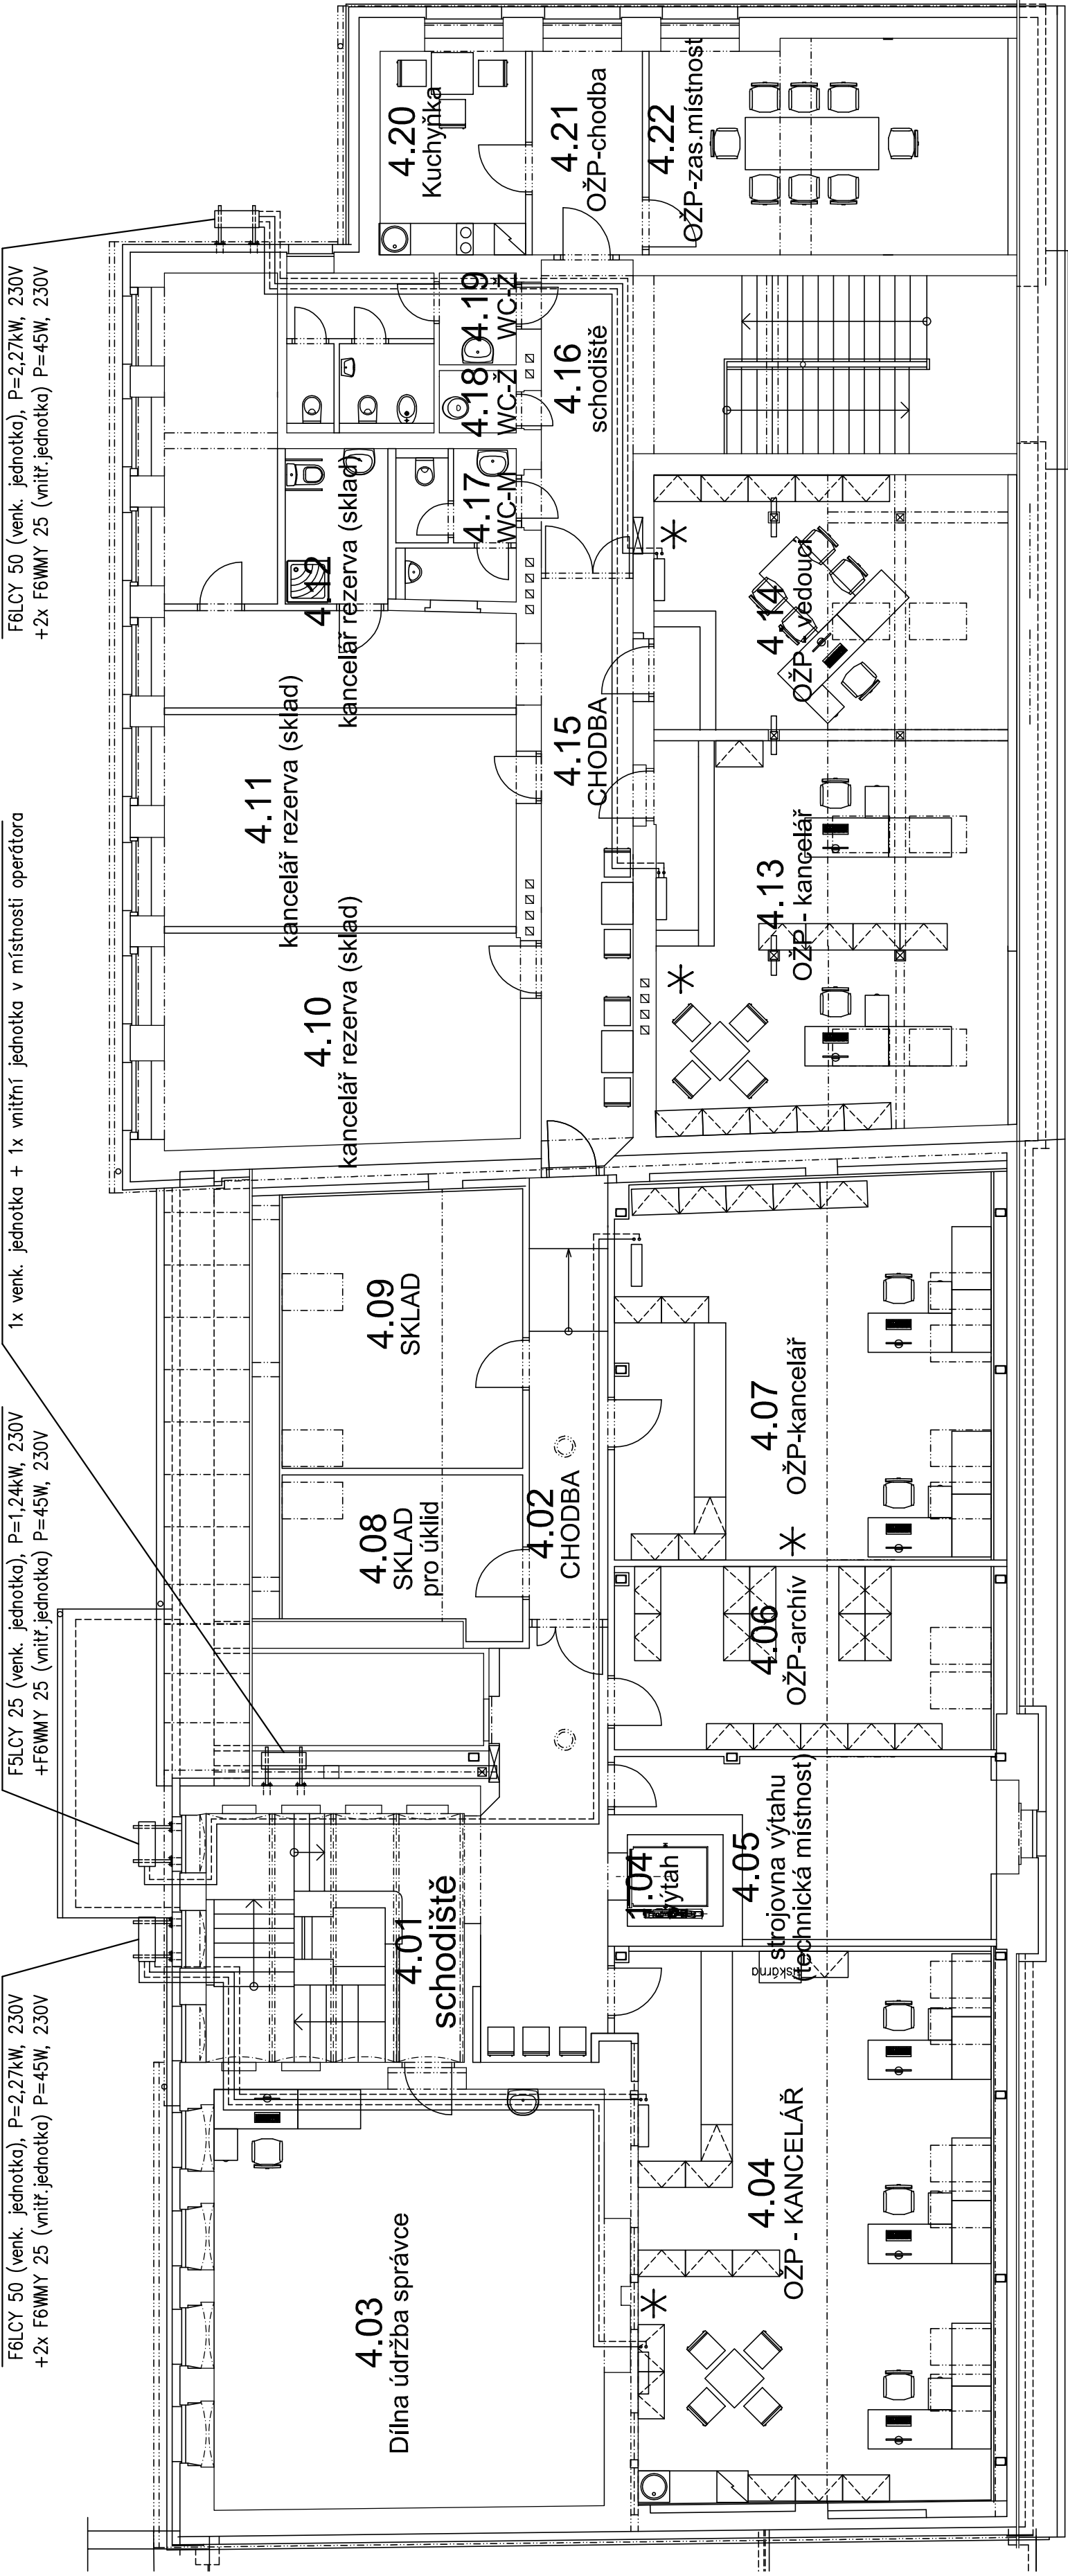 F6LCY 50 (venk. jednotka), P=2,27kW, 230V
+2x F6WMY 25 (vnitř.jednotka) P=45W, 230V
F5LCY 25 (venk. jednotka), P=1,24kW, 230V
+F6WMY 25 (vnitř.jednotka) P=45W, 230V
1x venk. jednotka + 1x vnitřní jednotka v místnosti operátora
F6LCY 50 (venk. jednotka), P=2,27kW, 230V
+2x F6WMY 25 (vnitř.jednotka) P=45W, 230V
4.03
Dílna údržba správce
4.01
schodiště
4.08
SKLAD
pro úklid
4.09
SKLAD
4.02
CHODBA
4.04
OŽP - KANCELÁŘ
tiskárna
1.04
výtah
4.05
strojovna výtahu
(technická místnost)
4.06
OŽP-archív
4.07
OŽP-kancelář
4.10
kancelář rezerva (sklad)
4.11
kancelář rezerva (sklad)
4.12
kancelář rezerva (sklad)
4.15
CHODBA
4.13
OŽP - kancelář
4.14
OŽP - vedoucí
4.17
WC-M
4.18
WC-Ž
4.19
WC-Ž
4.16
schodiště
4.20
Kuchyňka
4.21
OŽP-chodba
4.22
OŽP-zas.místnost